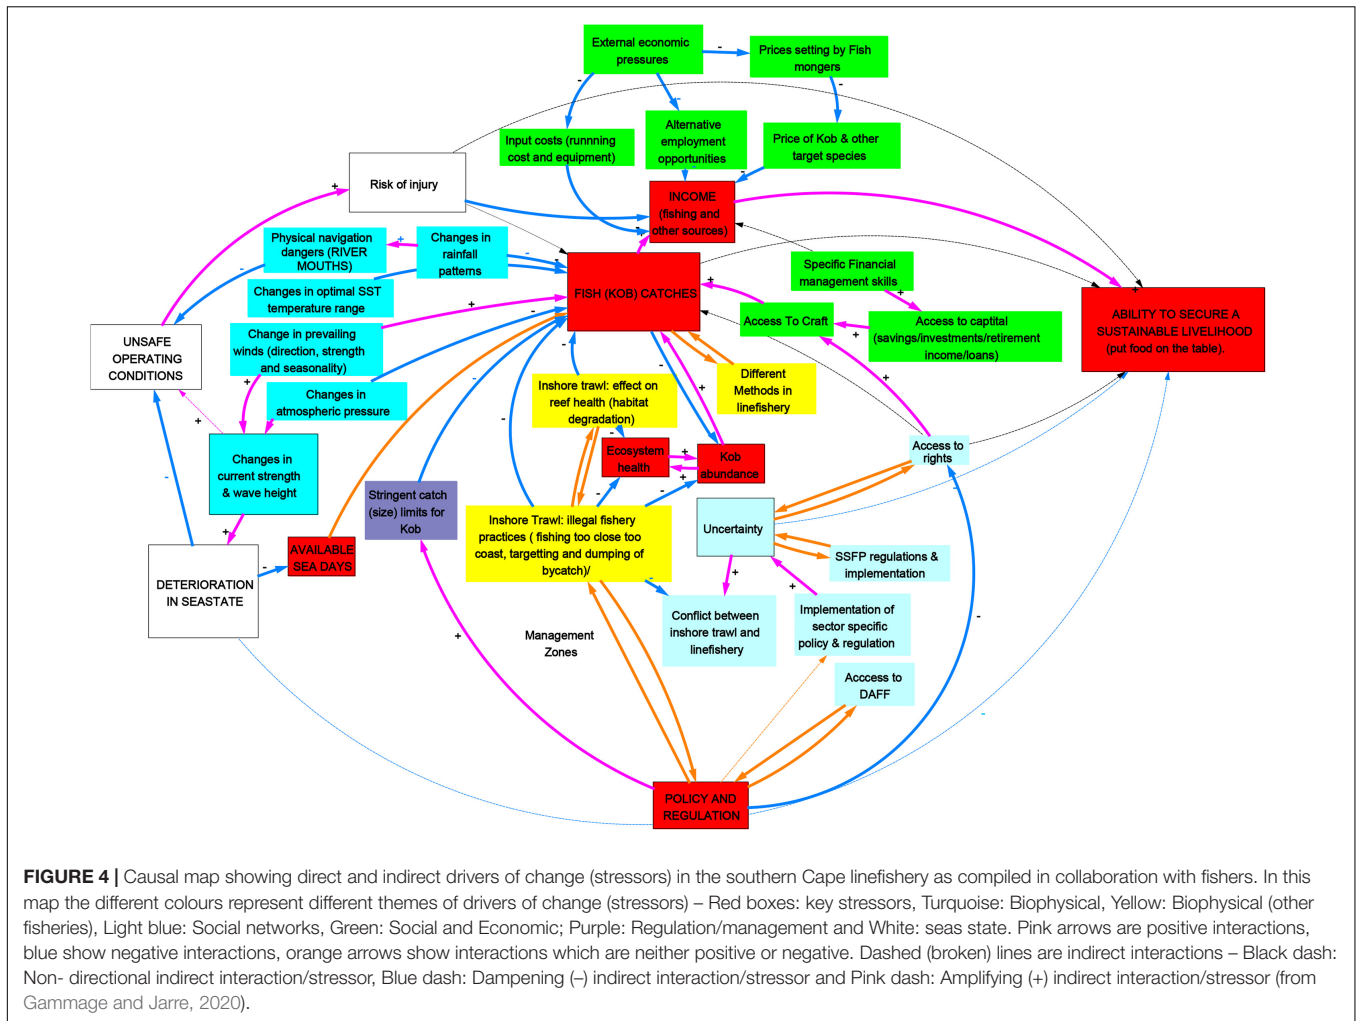 External economic
pressures
Prices setting by Fish
mongers
Input costs (runnning
cost and equipment)
Alternative
employment
opportunities
Price of Kob & other
target species
Risk of injury
INCOME
(fishing and
other sources)
Physical navigation
dangers (RIVER
MOUTHS)
Changes in
rainfall
patterns
Changes in optimal SST
temperature range
FISH (KOB) CATCHES
Specific Financial
management skills
Access To Craft
Access to captital
(savings/investments/retirement
income/loans)
ABILITY TO SECURE A
SUSTAINABLE LIVELIHOOD
(put food on the table).
UNSAFE
OPERATING
CONDITIONS
Change in prevailing
winds (direction, strength
and seasonality)
Changes in
atmospheric pressure
Inshore trawl: effect on
reef health (habitat
degradation)
Different
Methods in
linefishery
Changes in
current strength
& wave height
Ecosystem
health
Kob
abundance
Access to
rights
Stringent catch
(size) limits for
Kob
Inshore Trawl: illegal fishery
practices ( fishing too close too
coast, targetting and dumping of
bycatch)/
Uncertainty
AVAILABLE
SEA DAYS
DETERIORATION
IN SEASTATE
SSFP regulations &
implementation
Conflict between
inshore trawl and
linefishery
Implementation of
sector specific
policy & regulation
Management
Zones
Acccess to
DAFF
POLICY AND
REGULATION
FIGURE 4 | Causal map showing direct and indirect drivers of change (stressors) in the southern Cape linefishery as compiled in collaboration with fishers. In this
map the different colours represent different themes of drivers of change (stressors) – Red boxes: key stressors, Turquoise: Biophysical, Yellow: Biophysical (other
fisheries), Light blue: Social networks, Green: Social and Economic; Purple: Regulation/management and White: seas state. Pink arrows are positive interactions,
blue show negative interactions, orange arrows show interactions which are neither positive or negative. Dashed (broken) lines are indirect interactions – Black dash:
Non- directional indirect interaction/stressor, Blue dash: Dampening (–) indirect interaction/stressor and Pink dash: Amplifying (+) indirect interaction/stressor (from
Gammage and Jarre, 2020).